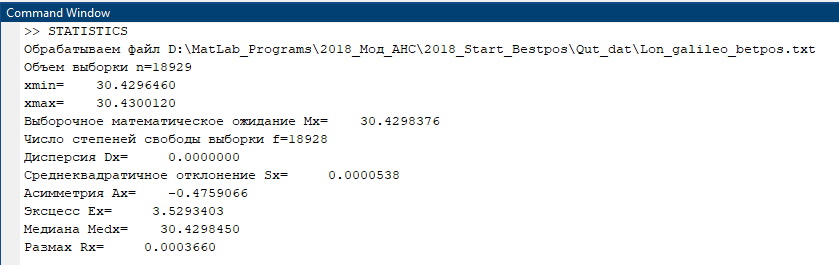 Command Window
>> STATISTICS
Обрабатываем файл D:\MatLab_Programs\2018_Мод_АНС\2018_Start_Bestpos\Qut_dat\Lon_galileo_betpos.txt
Объем выборки n=18929
xmin= 30.4296460
xmax= 30.4300120
Выборочное математическое ожидание Mx= 30.4298376
Число степеней свободы выборки f=18928
Дисперсия Dx= 0.0000000
Среднеквадратичное отклонение Sx= 0.0000538
Асимметрия Ax= -0.4759066
Эксцесс Ex= 3.5293403
Медиана Medx= 30.4298450
Размах Rx= 0.0003660